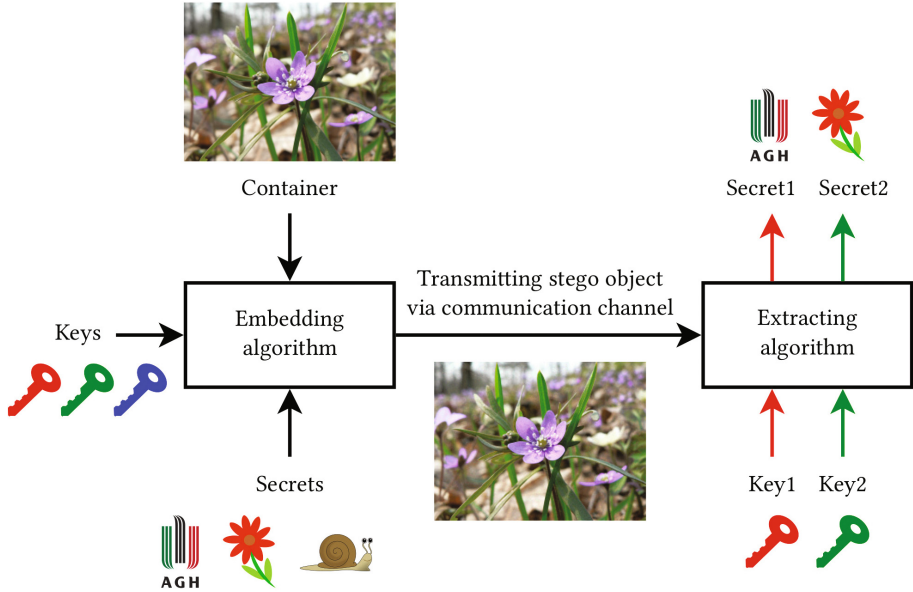 AGH
Container
Secret1
Secret2
Transmitting stego object
via communication channel
Keys
Embedding
algorithm
Extracting
algorithm
Secrets
Key1
Key2
AGH